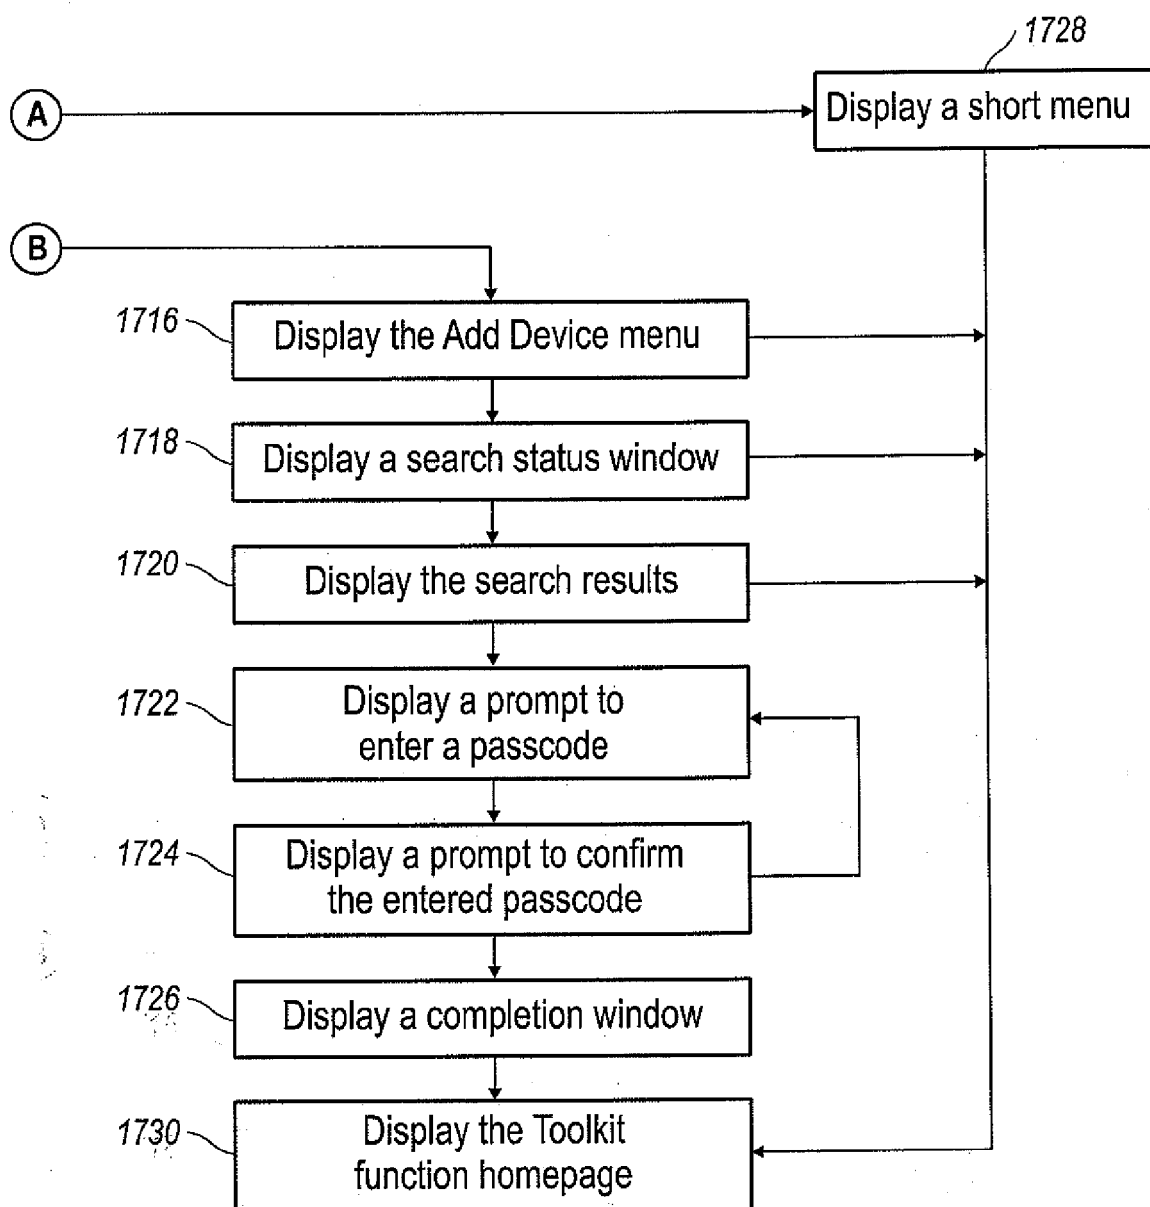 1728
A
Display a short menu
B
1716
Display the Add Device menu
1718
Display a search status window
1720
Display the search results
1722
Display a prompt to
enter a passcode
1724
Display a prompt to confirm
the entered passcode
1726
Display a completion window
1730
Display the Toolkit
function homepage